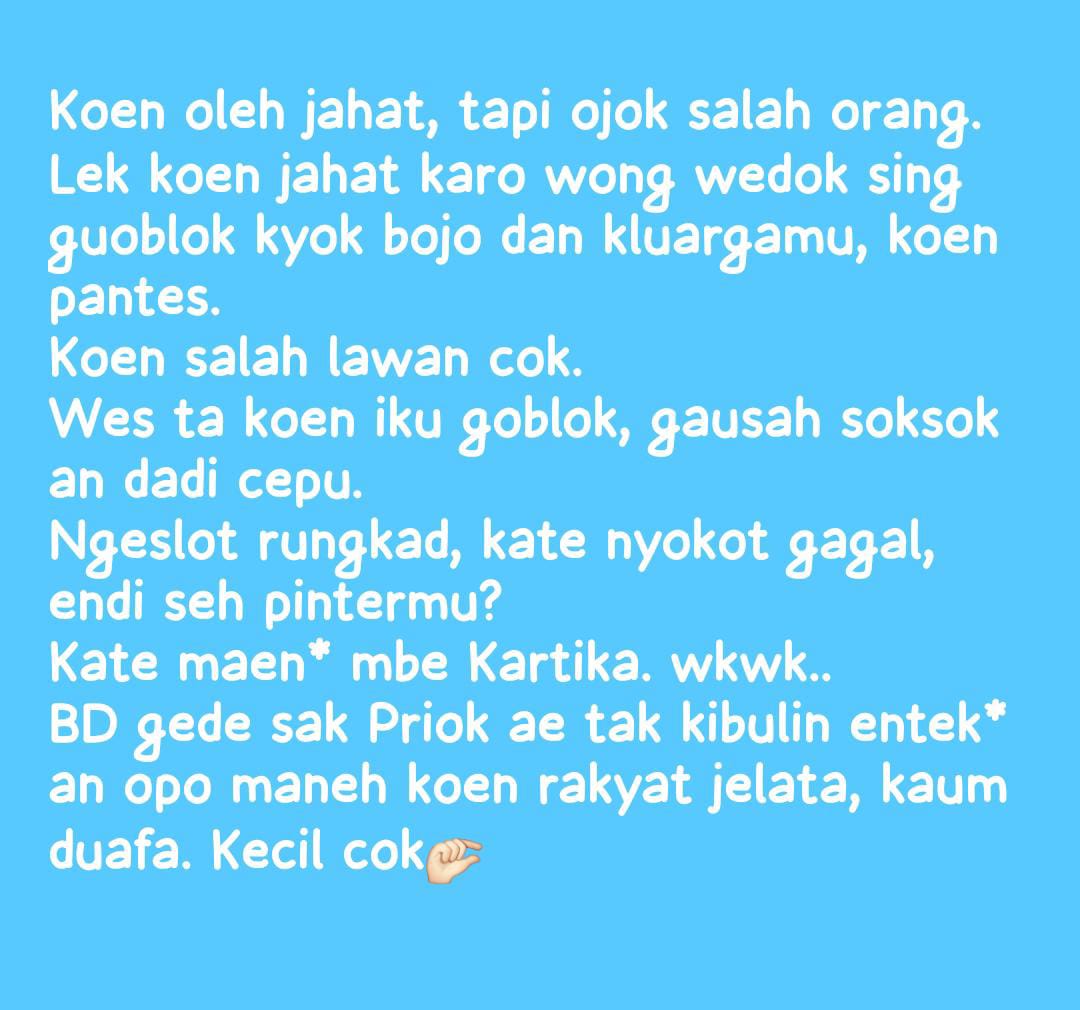 Koen oleh jahat, tapi ojok salah orang.
Lek koen jahat karo wong wedok sing
guoblok kyok bojo dan kluargamu, koen
pantes.
Koen salah lawan cok.
Wes ta koen iku goblok, gausah soksok
an dadi cepu.
Ngeslot rungkad, kate nyokot gagal,
endi seh pintermu?
Kate maen* mbe Kartika. wkwk..
BD gede sak Priok ae tak kibulin entek*
an opo maneh koen rakyat jelata, kaum
duafa. Kecil cok🤏🏻